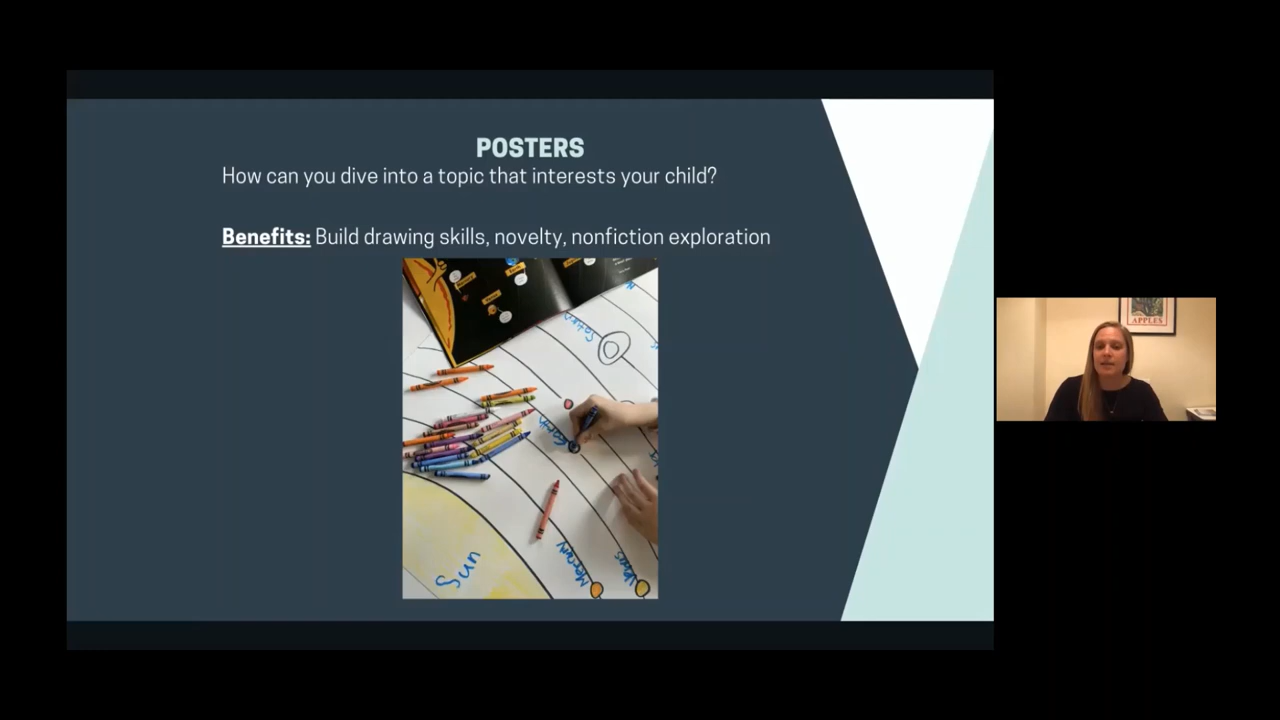 POSTERS
How can you dive into a topic that interests your child?
Benefits: Build drawing skills, novelty, nonfiction exploration
Saturn
Earth
Sun
Mercury
Venus
APPLES